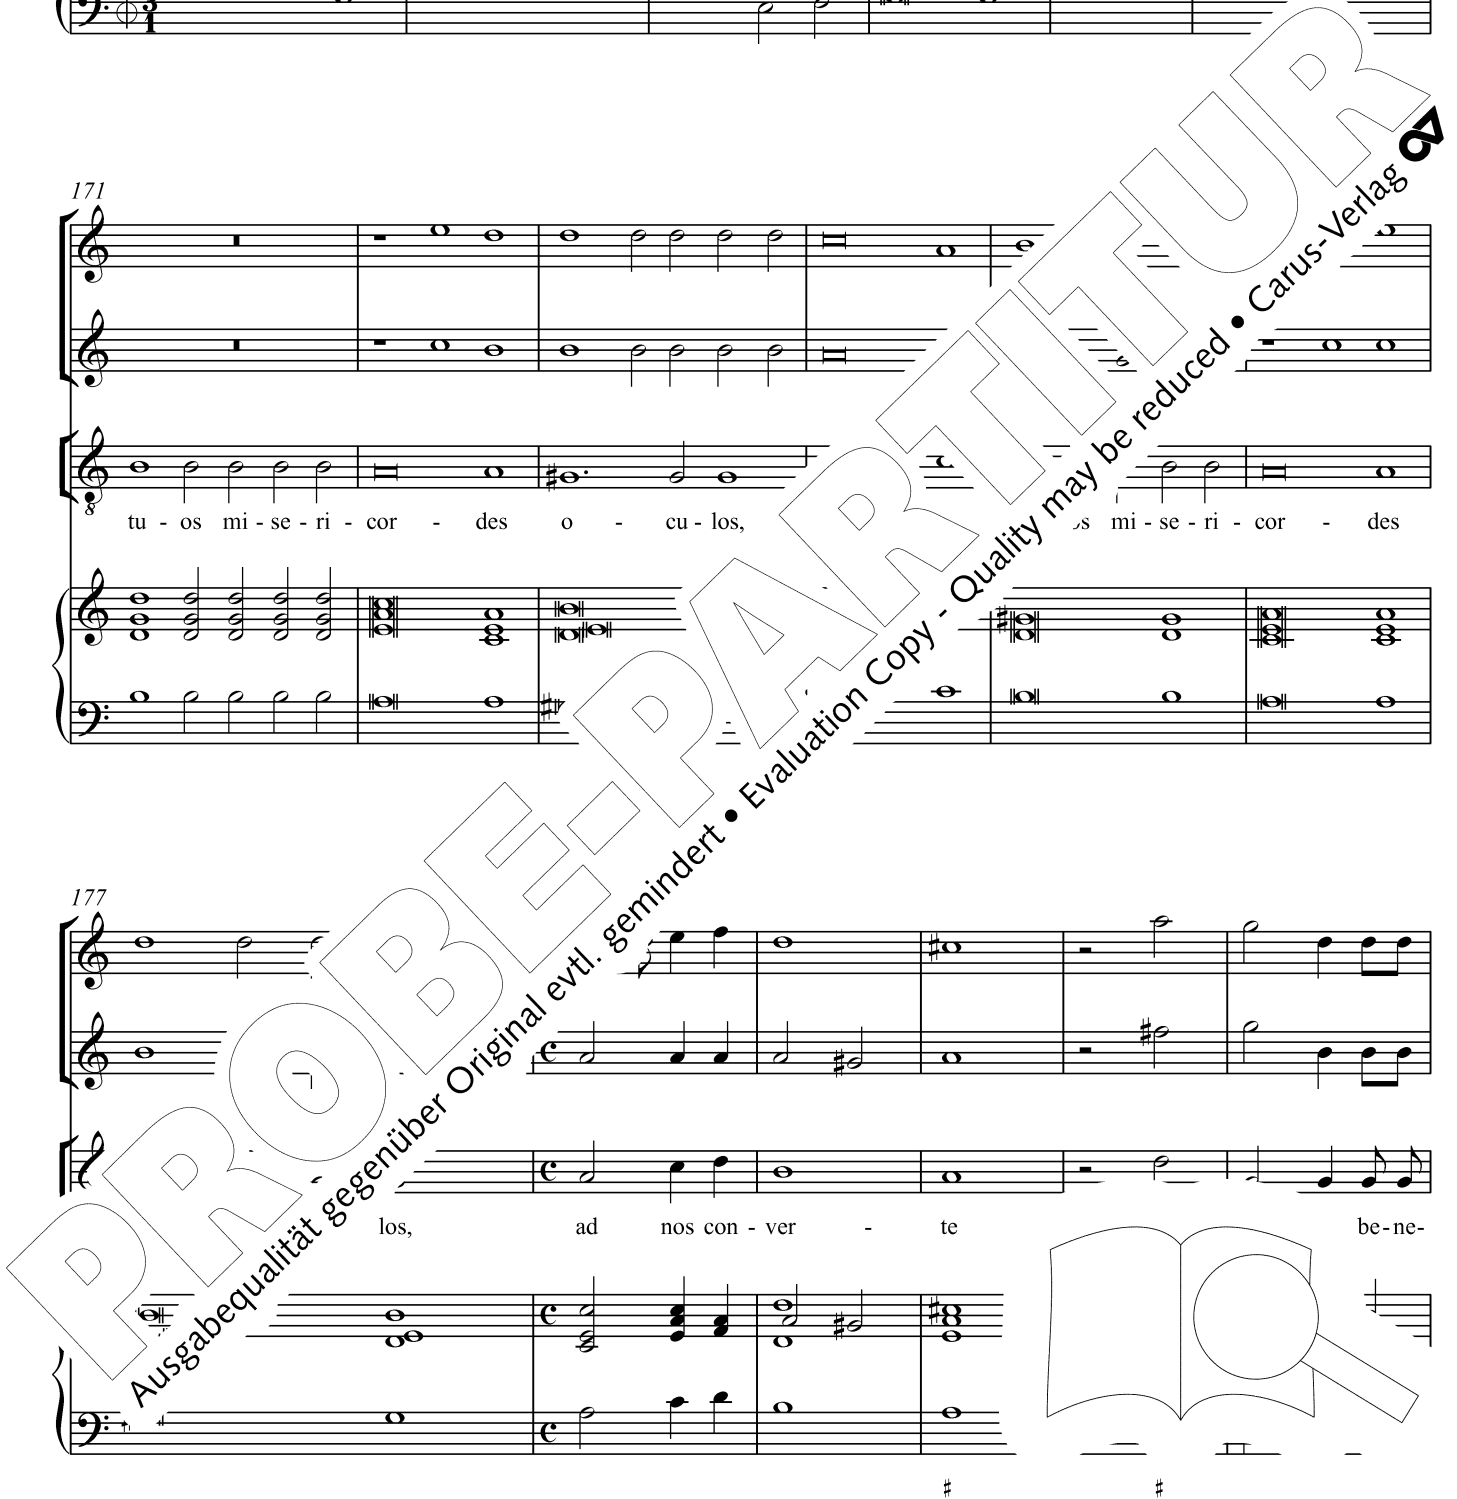 3
1
171
tu - os mi - se - ri - cor - des o - cu - los, mi - se - ri - cor - des
177
los, ad nos con - ver - te be - ne -
PROBE-PARTITUR
Ausgabequalität gegenüber Original evtl. gemindert • Evaluation Copy - Quality may be reduced • Carus-Verlag